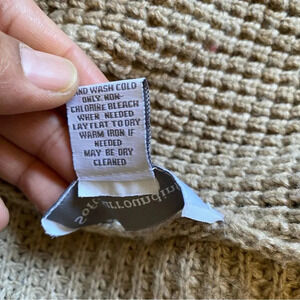 AND WASH COLD
ONLY NON-
CHLORINE BLEACH
WHEN NEEDED
LAY FLAT TO DRY
WARM IRON IF
NEEDED
MAY BE DRY
CLEANED